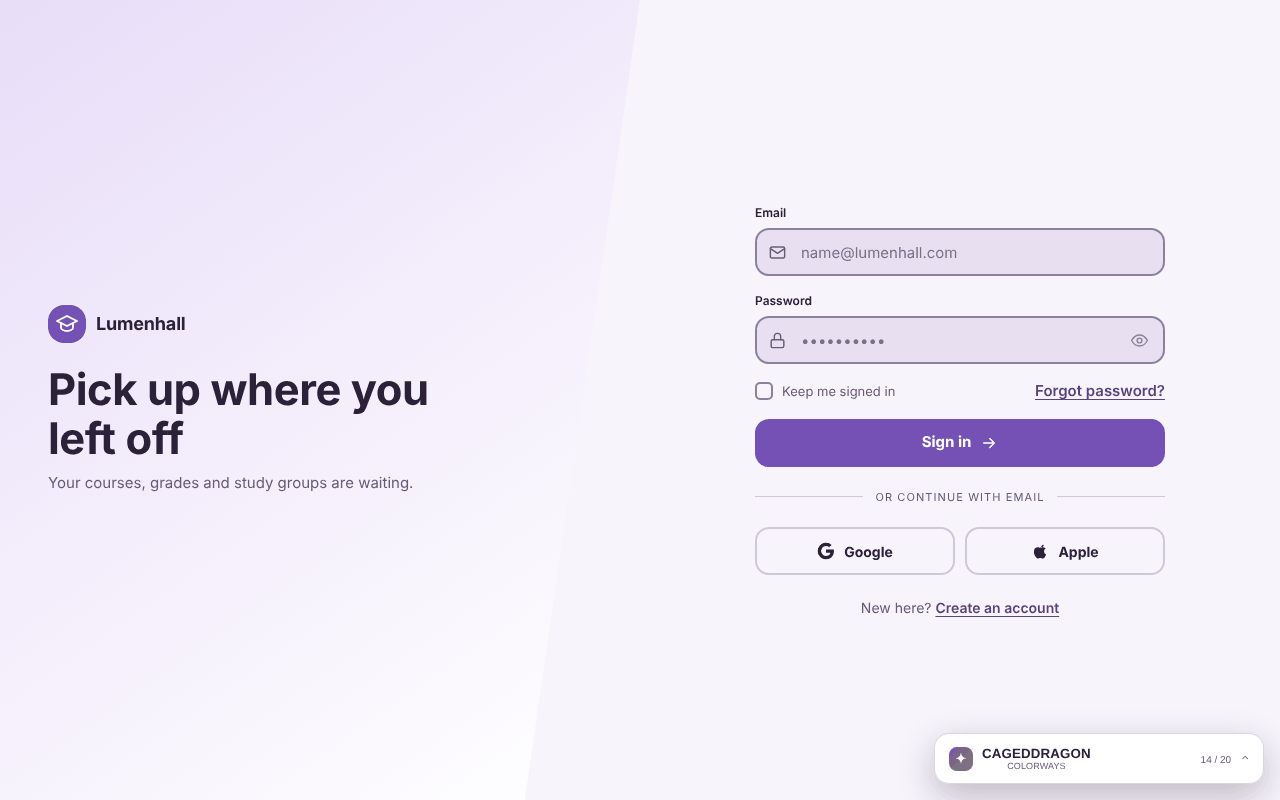 Lumenhall
Pick up where you
left off
Your courses, grades and study groups are waiting.
Email
name@lumenhall.com
Password
••••••••••
Keep me signed in
Forgot password?
Sign in →
OR CONTINUE WITH EMAIL
Google
Apple
New here? Create an account
CAGEDDRAGON
COLORWAYS
14 / 20